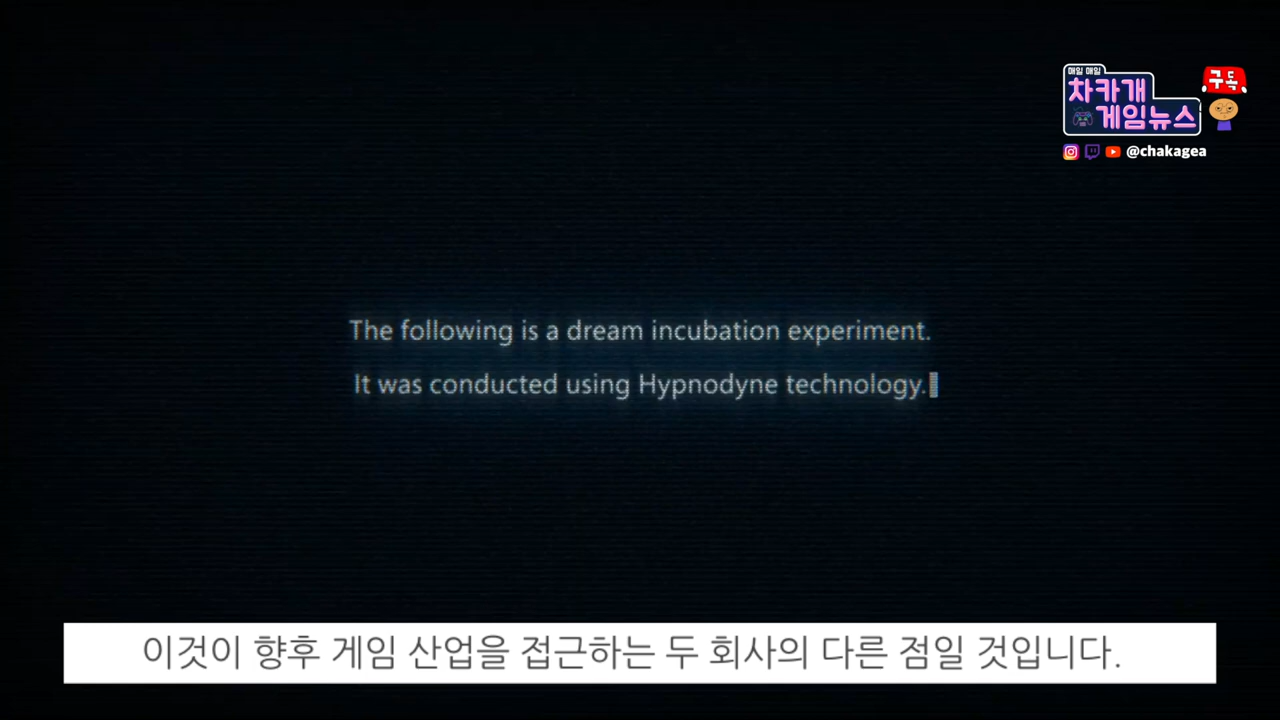 매일 매일
차카개
게임뉴스
구독
@chakagea
The following is a dream incubation experiment.
It was conducted using Hypnodyne technology.
이것이 향후 게임 산업을 접근하는 두 회사의 다른 점일 것입니다.